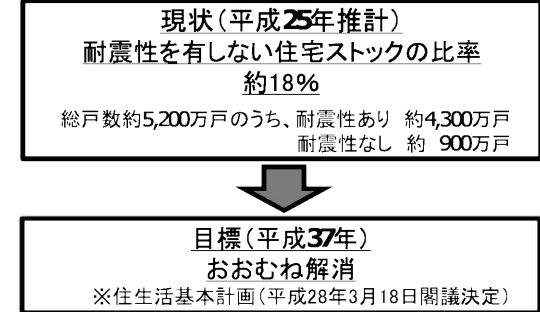 現状(平成25年推計)
耐震性を有しない住宅ストックの比率
約18%
総戸数約5,200万戸のうち、耐震性あり 約4,300万戸
耐震性なし 約 900万戸
目標(平成37年)
おおむね解消
※住生活基本計画(平成28年3月18日閣議決定)